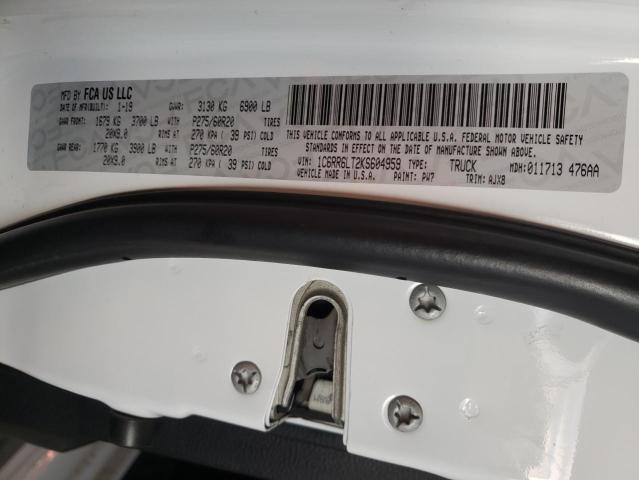 MFD BY FCA US LLC
DATE OF MFR(BUILT): 1-19 GVWR: 3130 KG 6900 LB
GAWR FRONT: 1679 KG 3700 LB P275/60R20 TIRES
20X9.0 RIMS AT 270 KPA ( 39 PSI) COLD
GAWR REAR: 1770 KG 3900 LB P275/60R20 TIRES
20X9.0 RIMS AT 270 KPA ( 39 PSI) COLD
THIS VEHICLE CONFORMS TO ALL APPLICABLE U.S.A. FEDERAL MOTOR VEHICLE SAFETY
STANDARDS IN EFFECT ON THE DATE OF MANUFACTURE SHOWN ABOVE.
VIN: 1C6RR6LT2KS604959 TYPE: TRUCK MDH: 011713 476AA
VEHICLE MADE IN U.S.A. PAINT: PW7 TRIM: AJX8